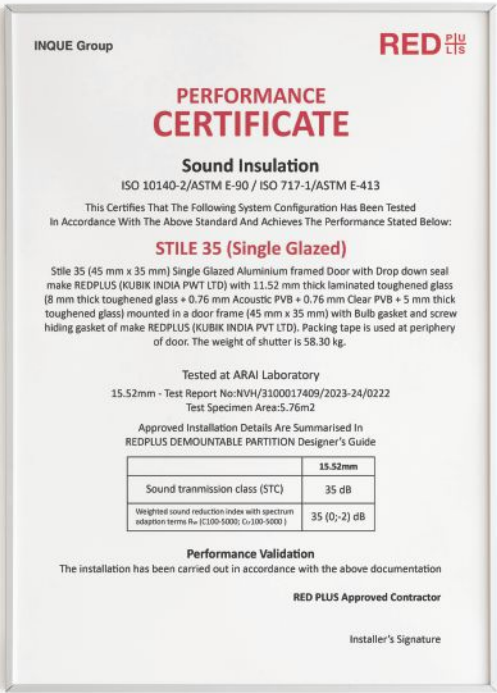 INQUE Group
RED PLUS
PERFORMANCE
CERTIFICATE
Sound Insulation
ISO 10140-2/ASTM E-90 / ISO 717-1/ASTM E-413
This Certifies That The Following System Configuration Has Been Tested
In Accordance With The Above Standard And Achieves The Performance Stated Below:
STILE 35 (Single Glazed)
Stile 35 (45 mm x 35 mm) Single Glazed Aluminium framed Door with Drop down seal
make REDPLUS (KUBIK INDIA PWT LTD) with 11.52 mm thick laminated toughened glass
(8 mm thick toughened glass + 0.76 mm Acoustic PVB + 0.76 mm Clear PVB + 5 mm thick
toughened glass) mounted in a door frame (45 mm x 35 mm) with Bulb gasket and screw
hiding gasket of make REDPLUS (KUBIK INDIA PVT LTD). Packing tape is used at periphery
of door. The weight of shutter is 58.30 kg.
Tested at ARAI Laboratory
15.52mm - Test Report No:NVH/3100017409/2023-24/0222
Test Specimen Area:5.76m2
Approved Installation Details Are Summarised In
REDPLUS DEMOUNTABLE PARTITION Designer's Guide
15.52mm
Sound tranmission class (STC) 35 dB
Weighted sound reduction index with spectrum
adaption terms Rw (C100-5000; Ctr100-5000 ) 35 (0;-2) dB
Performance Validation
The installation has been carried out in accordance with the above documentation
RED PLUS Approved Contractor
Installer's Signature